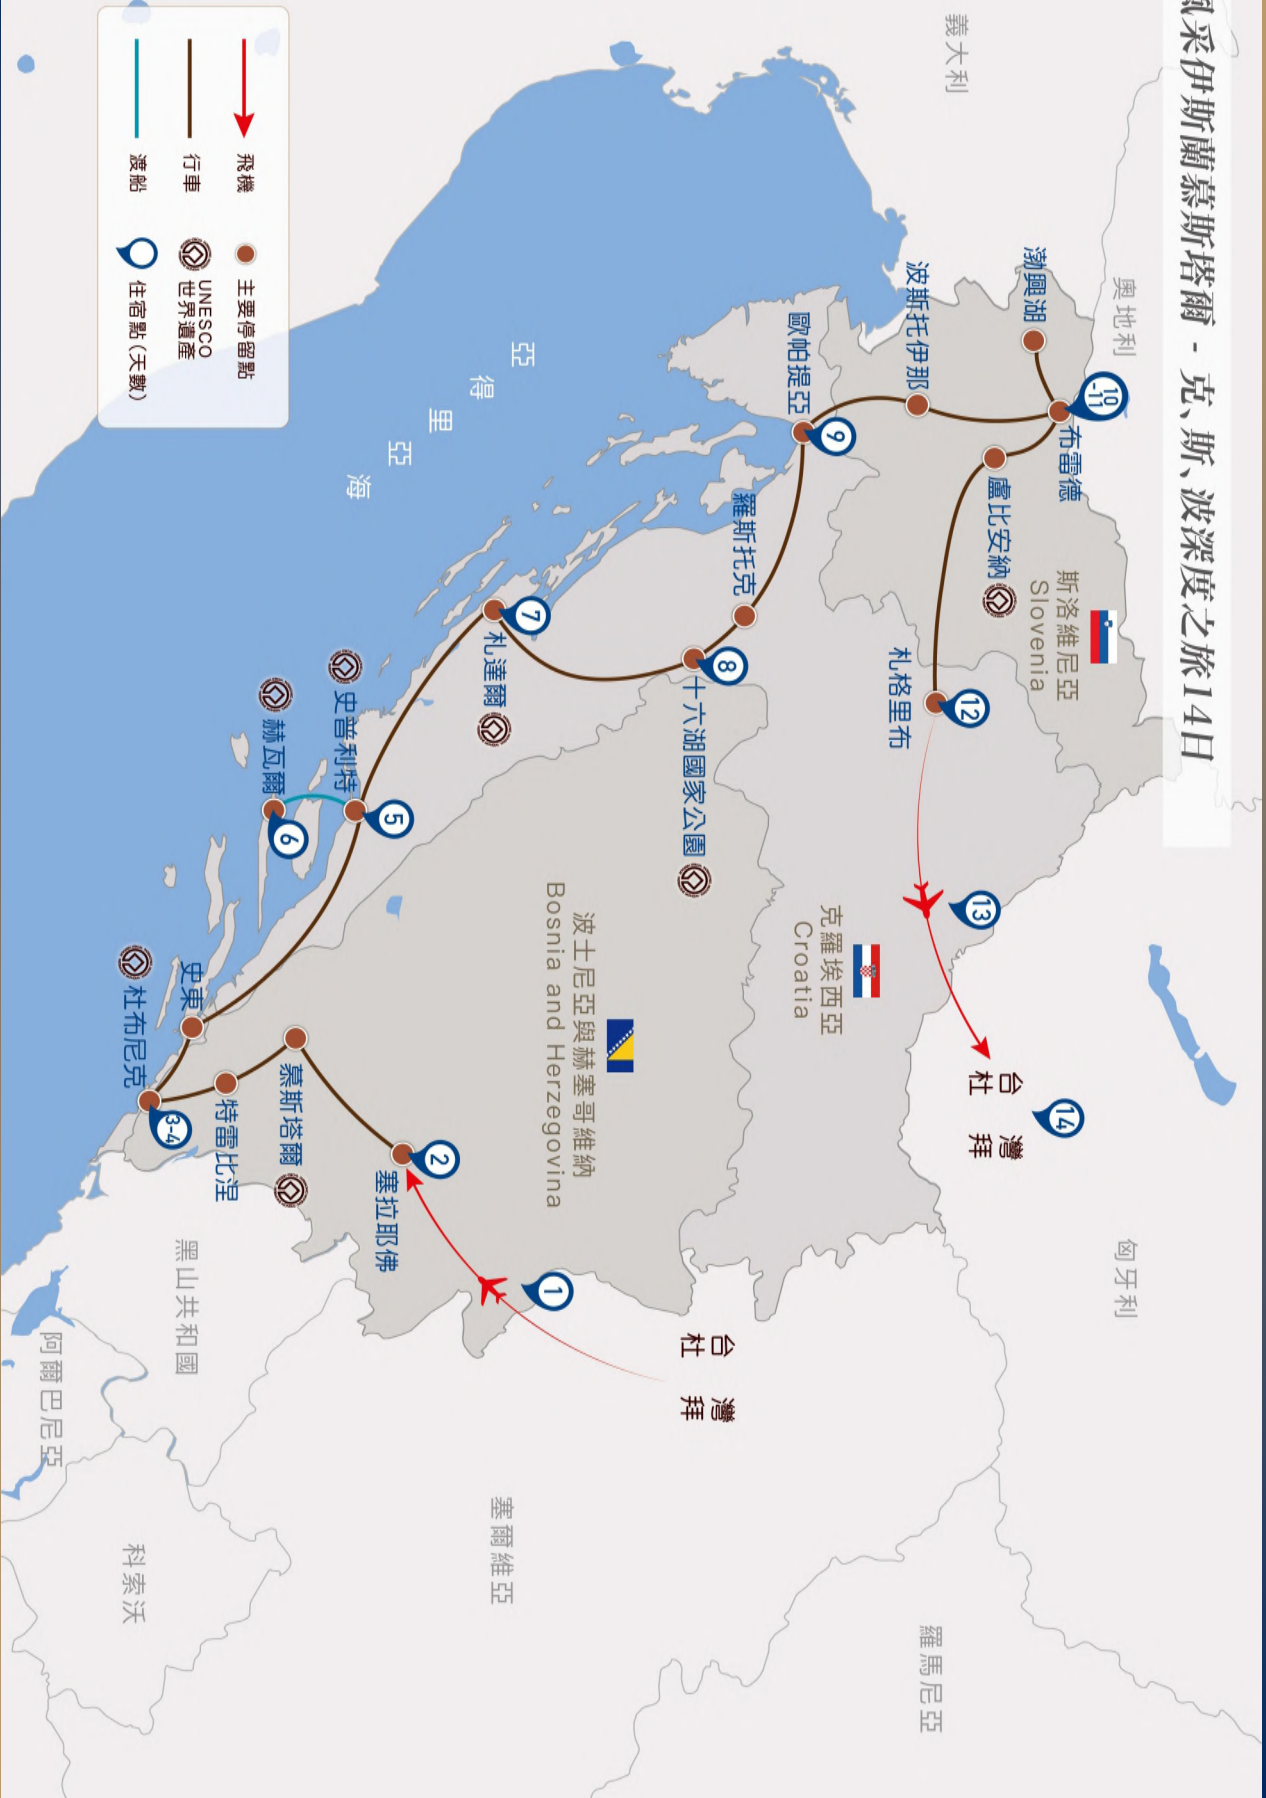 風采伊斯蘭慕斯塔爾 - 克、斯、波深度之旅14日
義大利
奧地利
匈牙利
渤興湖
10
-11
布雷德
波斯托伊那
盧比安納
斯洛維尼亞
Slovenia
歐帕提亞
9
羅斯托克
札格里布
12
13
台灣
杜拜
14
8
十六湖國家公園
克羅埃西亞
Croatia
7
札達爾
亞得里亞海
史普利特
5
赫瓦爾
6
波士尼亞與赫塞哥維納
Bosnia and Herzegovina
史東
杜布尼克
3-4
特雷比涅
慕斯塔爾
2
塞拉耶佛
1
台灣
杜拜
黑山共和國
阿爾巴尼亞
科索沃
塞爾維亞
羅馬尼亞
飛機
主要停留點
行車
UNESCO
世界遺產
渡船
住宿點(天數)